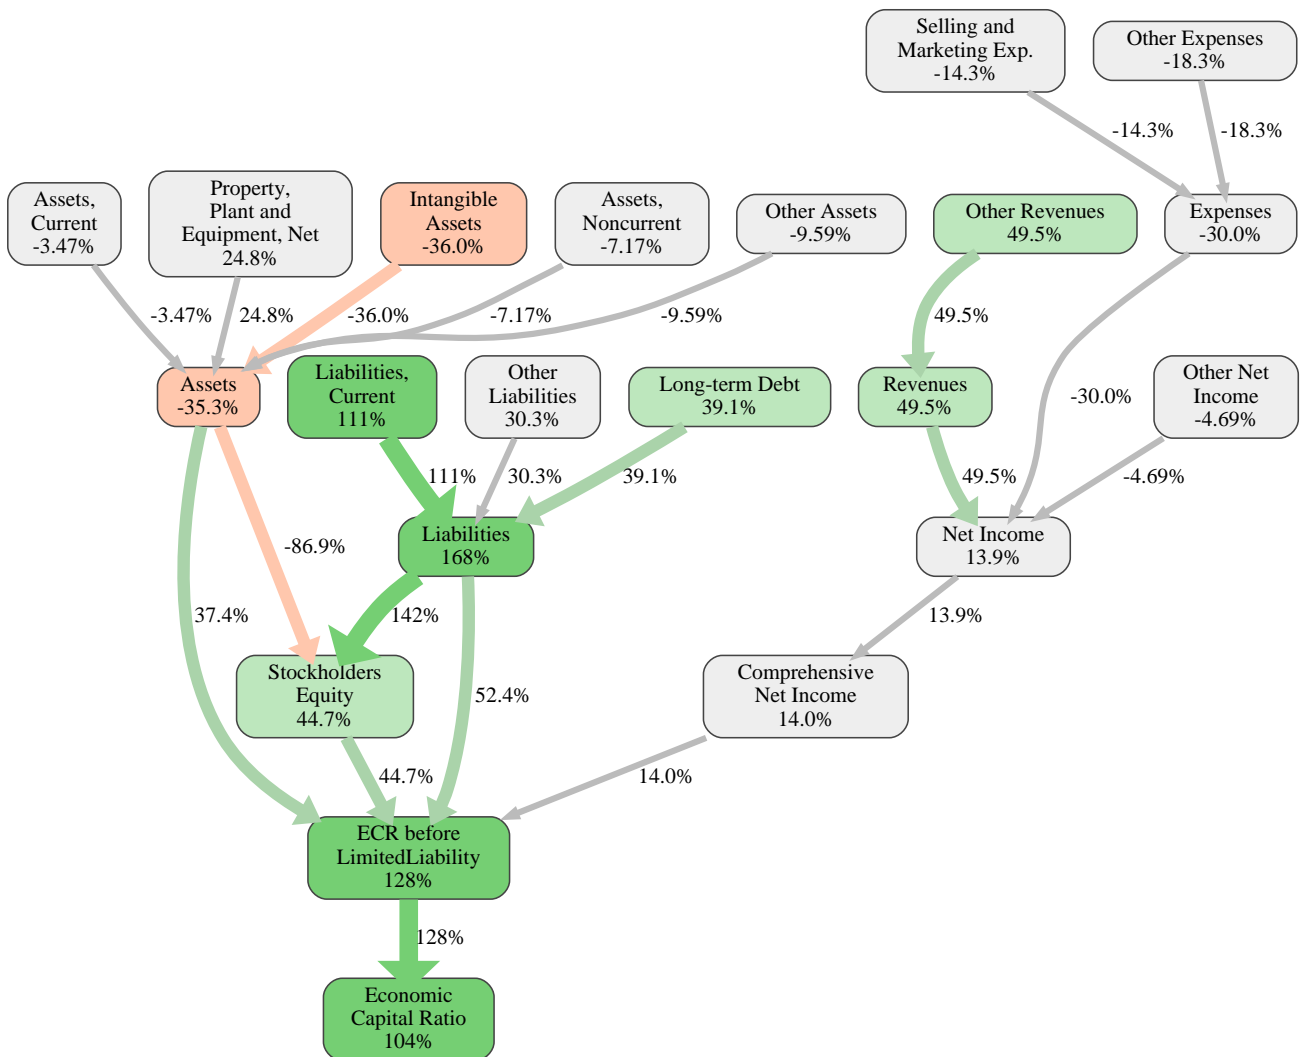 Selling and
Marketing Exp.
-14.3%
Other Expenses
-18.3%
-14.3%
-18.3%
Assets,
Current
-3.47%
Property,
Plant and
Equipment, Net
24.8%
Intangible
Assets
-36.0%
Assets,
Noncurrent
-7.17%
Other Assets
-9.59%
Other Revenues
49.5%
Expenses
-30.0%
-3.47%
24.8%
-36.0%
-7.17%
-9.59%
49.5%
Assets
-35.3%
Liabilities,
Current
111%
Other
Liabilities
30.3%
Long-term Debt
39.1%
Revenues
49.5%
-30.0%
Other Net
Income
-4.69%
111%
30.3%
39.1%
49.5%
-4.69%
-86.9%
Liabilities
168%
Net Income
13.9%
37.4%
142%
13.9%
Stockholders
Equity
44.7%
52.4%
Comprehensive
Net Income
14.0%
44.7%
14.0%
ECR before
LimitedLiability
128%
128%
Economic
Capital Ratio
104%